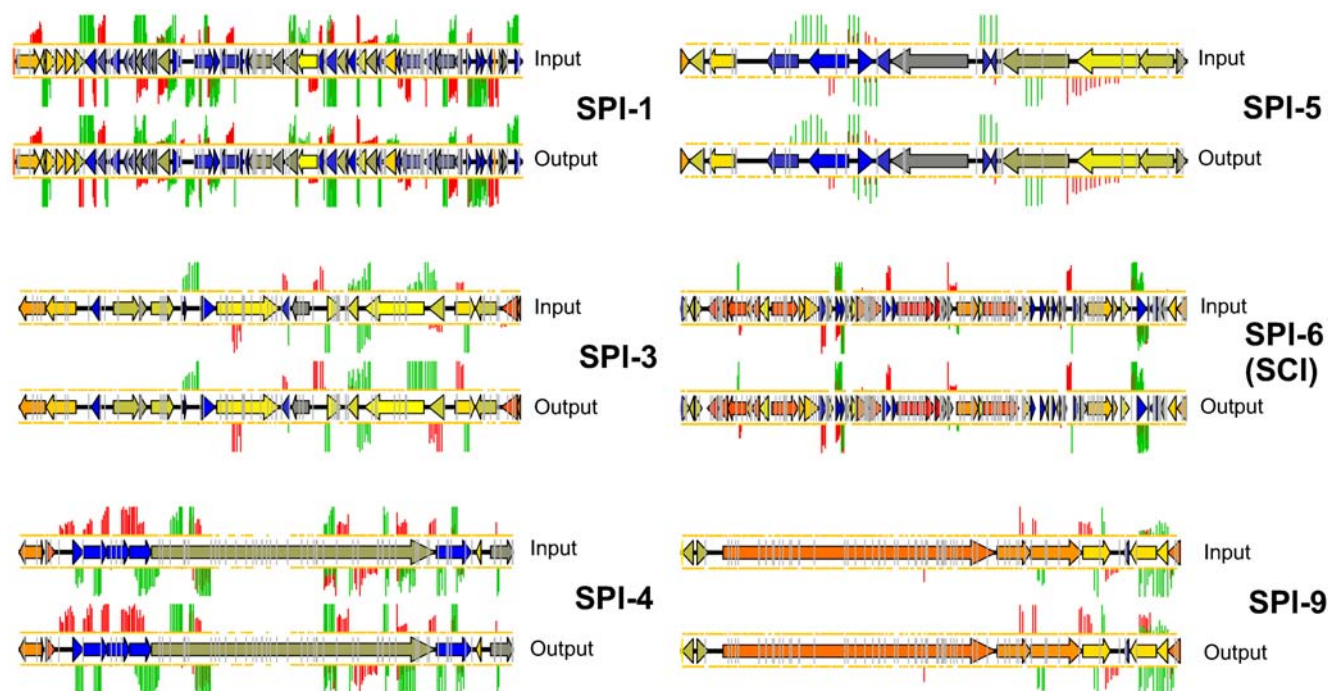 Input
SPI-1
Output
Input
SPI-5
Output
Input
SPI-3
Output
Input
SPI-6
(SCI)
Output
Input
SPI-4
Output
Input
SPI-9
Output